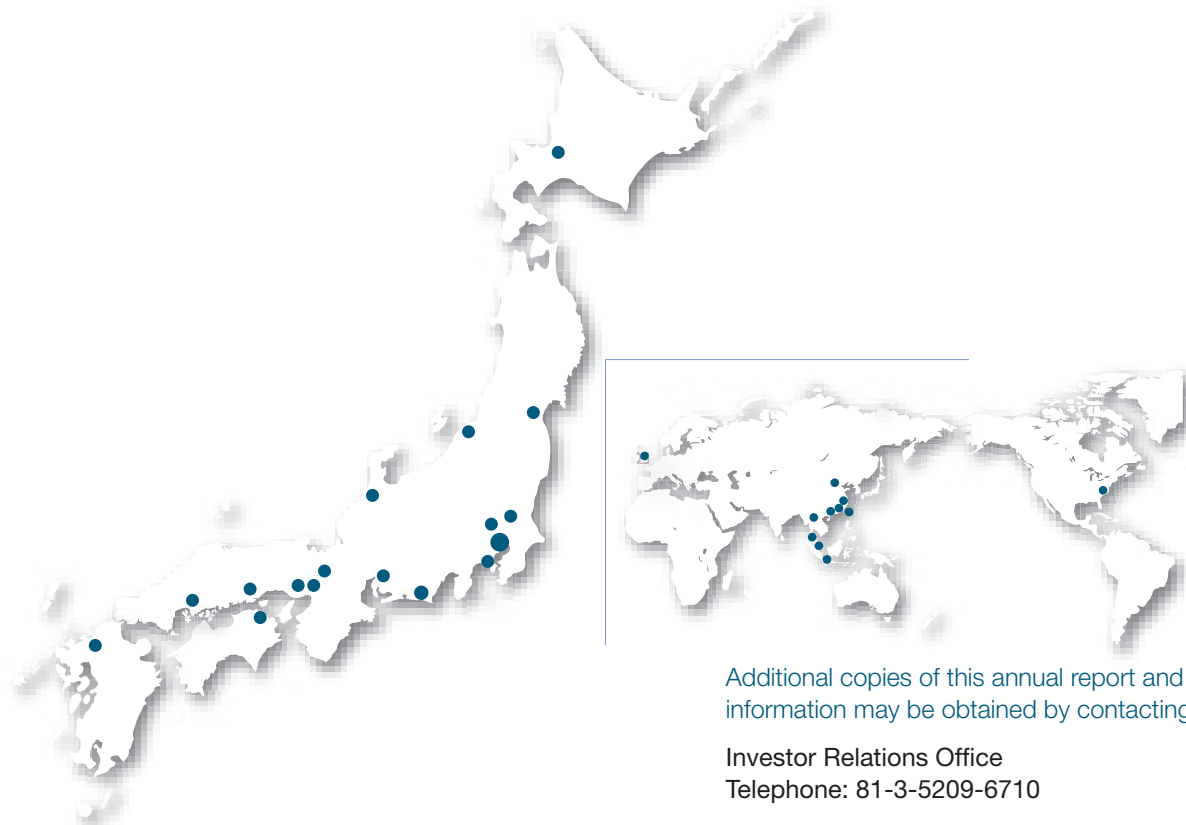 Additional copies of this annual report and
information may be obtained by contacting
Investor Relations Office
Telephone: 81-3-5209-6710